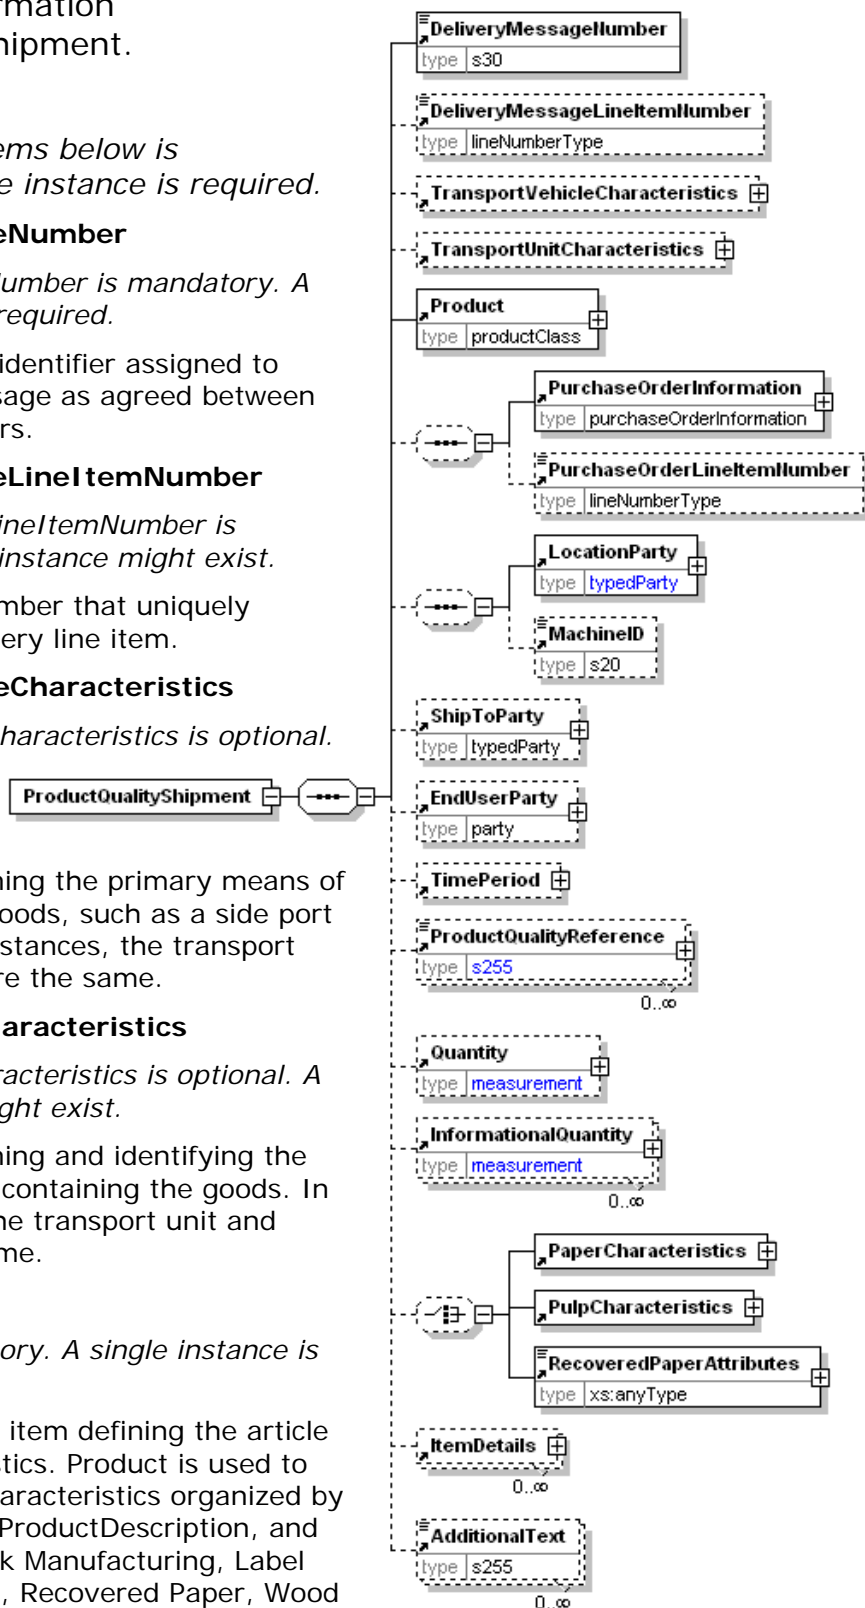 rmation
hipment.
ems below is
e instance is required.
eNumber
Number is mandatory. A
required.
identifier assigned to
sage as agreed between
rs.
eLineItemNumber
LineItemNumber is
instance might exist.
mber that uniquely
ery line item.
eCharacteristics
Characteristics is optional.
ning the primary means of
goods, such as a side port
stances, the transport
re the same.
haracteristics
racteristics is optional. A
ght exist.
ning and identifying the
containing the goods. In
he transport unit and
me.
ory. A single instance is
item defining the article
stics. Product is used to
haracteristics organized by
ProductDescription, and
k Manufacturing, Label
, Recovered Paper, Wood
ProductQualityShipment
DeliveryMessageNumber
type s30
DeliveryMessageLineItemNumber
type lineNumberType
TransportVehicleCharacteristics
TransportUnitCharacteristics
Product
type productClass
PurchaseOrderInformation
type purchaseOrderInformation
PurchaseOrderLineItemNumber
type lineNumberType
LocationParty
type typedParty
MachineID
type s20
ShipToParty
type typedParty
EndUserParty
type party
TimePeriod
ProductQualityReference
type s255
0..∞
Quantity
type measurement
InformationalQuantity
type measurement
0..∞
PaperCharacteristics
PulpCharacteristics
RecoveredPaperAttributes
type xs:anyType
ItemDetails
0..∞
AdditionalText
type s255
0..∞